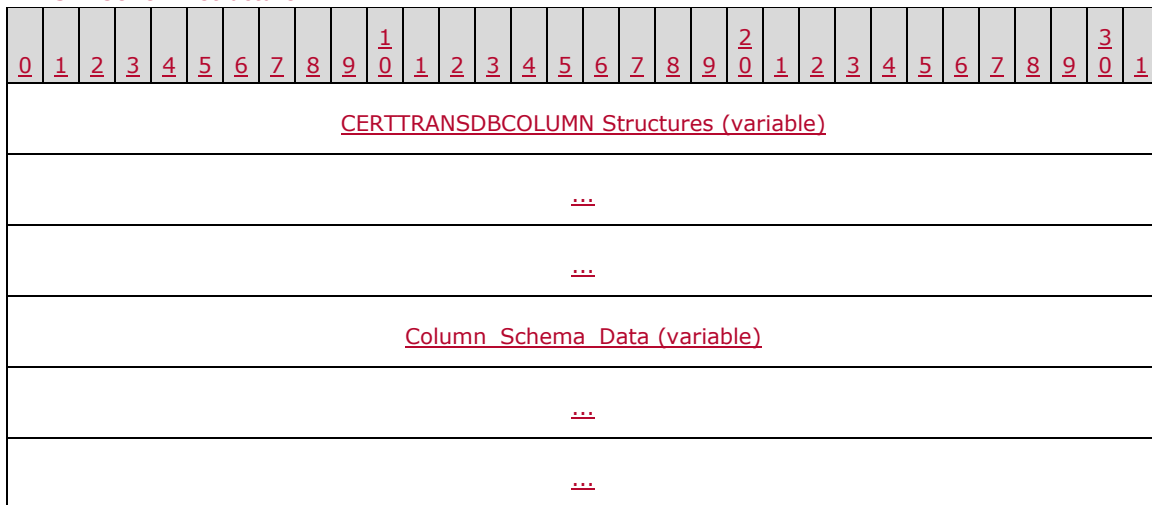 0 1 2 3 4 5 6 7 8 9 1 0 1 2 3 4 5 6 7 8 9 2 0 1 2 3 4 5 6 7 8 9 3 0 1
CERTTRANSDBCOLUMN Structures (variable)
...
...
Column_Schema_Data (variable)
...
...